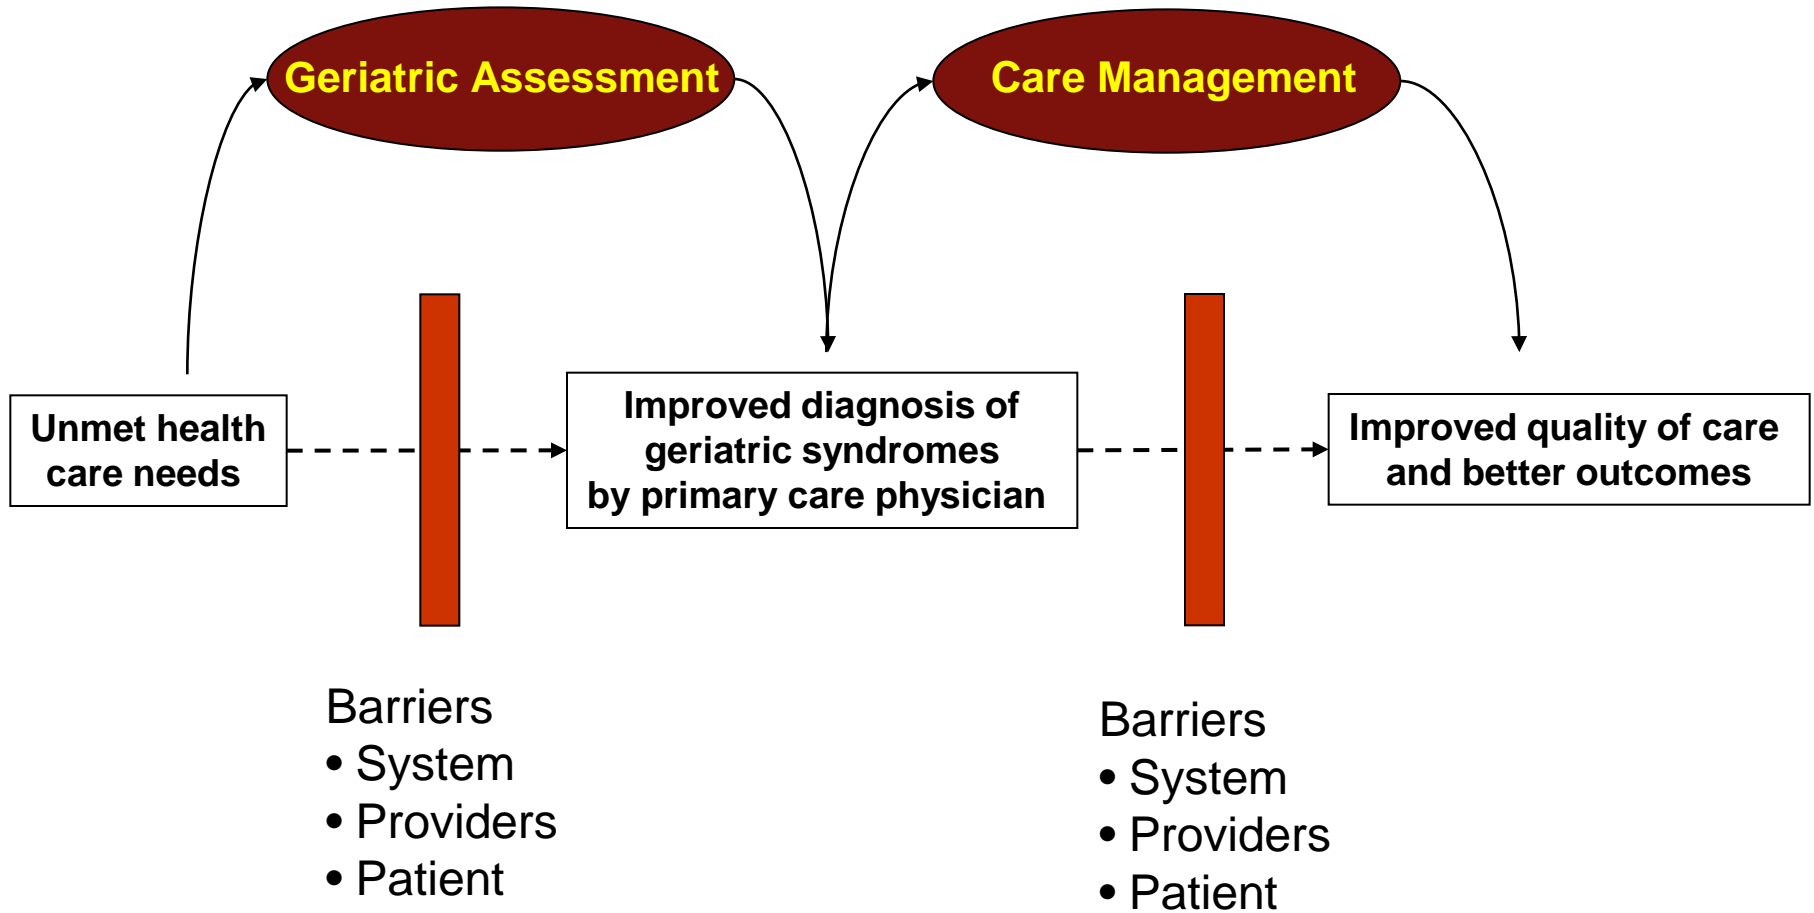 Geriatric Assessment
Care Management
Unmet health
care needs
Improved diagnosis of
geriatric syndromes
by primary care physician
Improved quality of care
and better outcomes
Barriers
• System
• Providers
• Patient
Barriers
• System
• Providers
• Patient